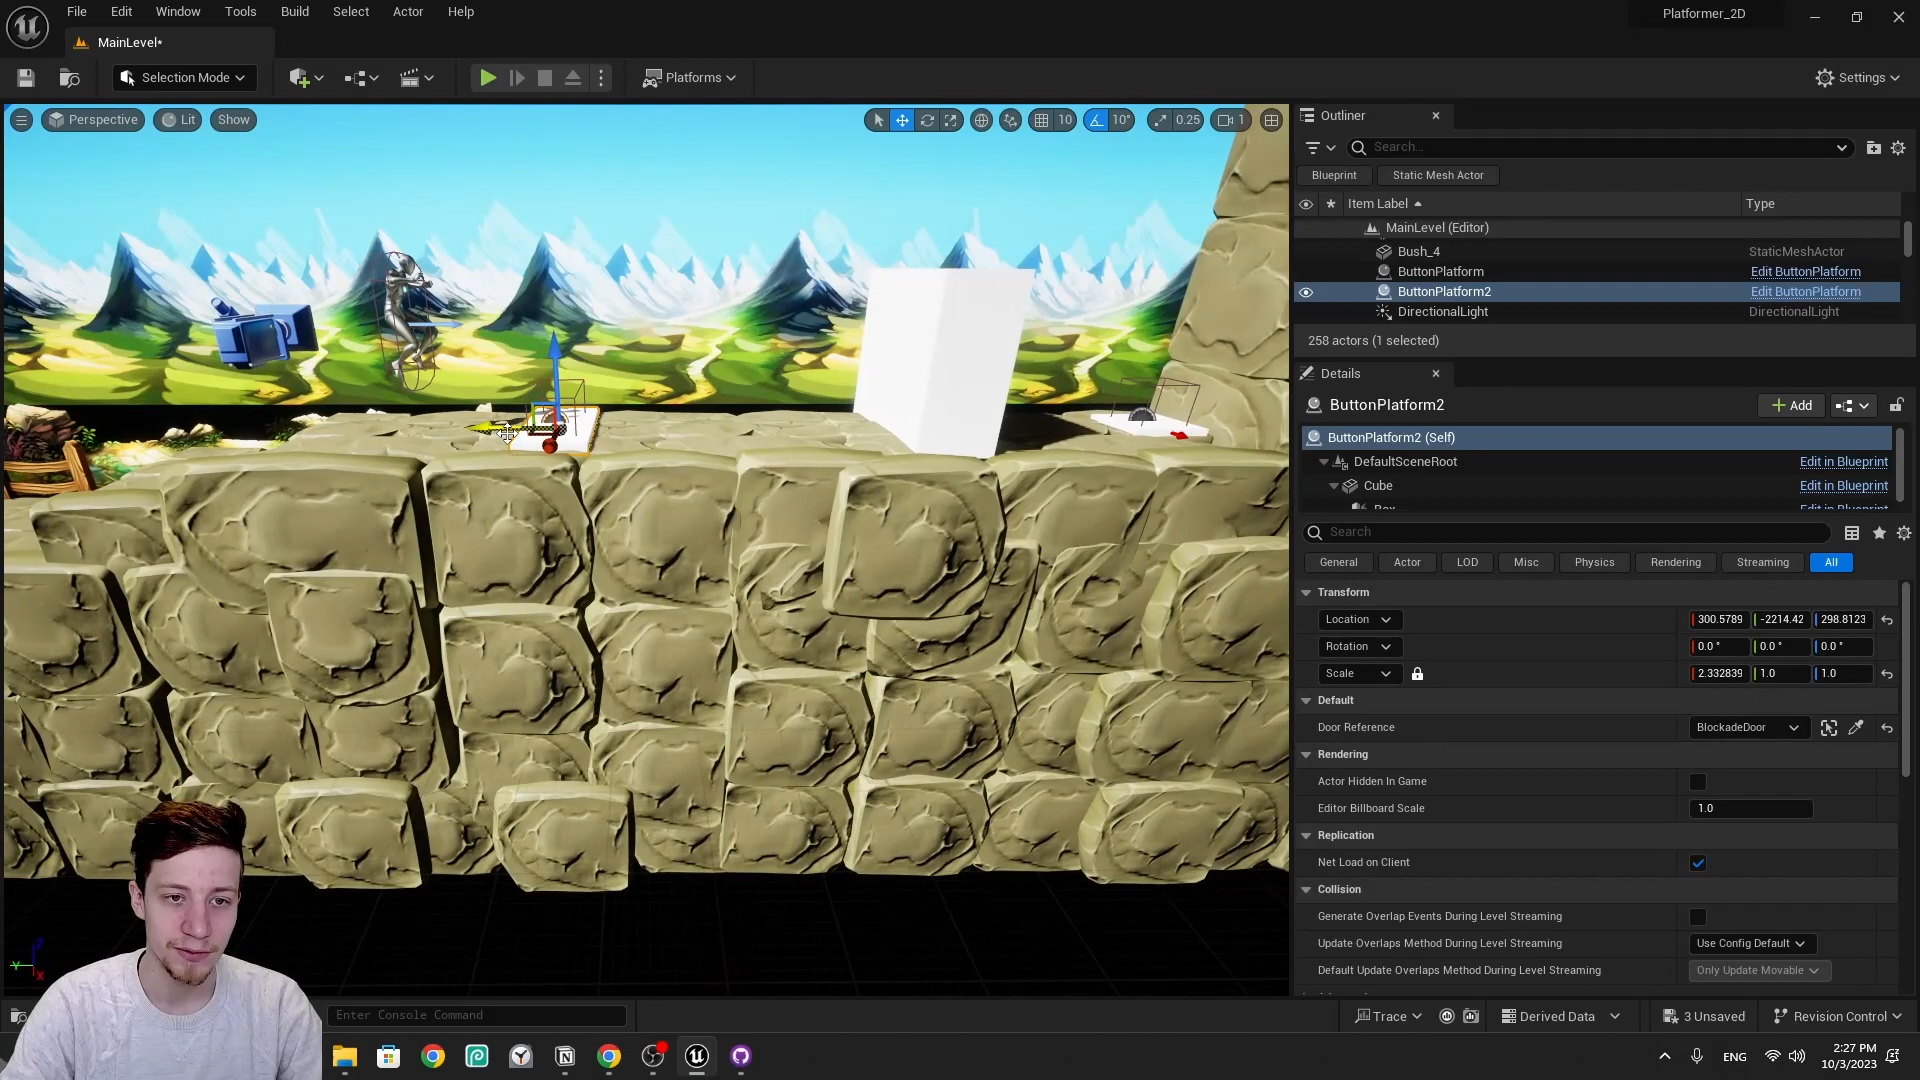 File Edit Window Tools Build Select Actor Help
Platformer_2D
MainLevel*
Selection Mode
Platforms
Settings
Perspective Lit Show
10 10° 0.25 1
Outliner
Search...
Blueprint Static Mesh Actor
Item Label Type
MainLevel (Editor)
Bush_4 StaticMeshActor
ButtonPlatform Edit ButtonPlatform
ButtonPlatform2 Edit ButtonPlatform
DirectionalLight DirectionalLight
258 actors (1 selected)
Details
ButtonPlatform2
Add
ButtonPlatform2 (Self)
DefaultSceneRoot Edit in Blueprint
Cube Edit in Blueprint
Box Edit in Blueprint
Search
General Actor LOD Misc Physics Rendering Streaming All
Transform
Location 300.5789 -2214.42 298.8123
Rotation 0.0 ° 0.0 ° 0.0 °
Scale 2.332839 1.0 1.0
Default
Door Reference BlockadeDoor
Rendering
Actor Hidden In Game
Editor Billboard Scale 1.0
Replication
Net Load on Client
Collision
Generate Overlap Events During Level Streaming
Update Overlaps Method During Level Streaming Use Config Default
Default Update Overlaps Method During Level Streaming Only Update Movable
Z
Y
X
Enter Console Command
Trace
Derived Data
3 Unsaved
Revision Control
ENG
2:27 PM
10/3/2023